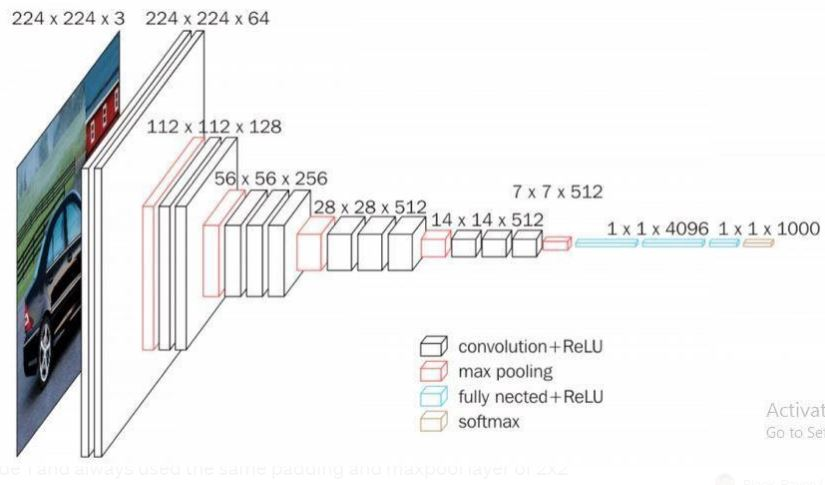 224 x 224 x 3 224 x 224 x 64
112 x 112 x 128
56 x 56 x 256
28 x 28 x 512
14 x 14 x 512
7 x 7 x 512
1 x 1 x 4096 1 x 1 x 1000
convolution+ReLU
max pooling
fully nected+ReLU
softmax
Activat
Go to Set
and always used the same padding and maxpool layer of 2x2